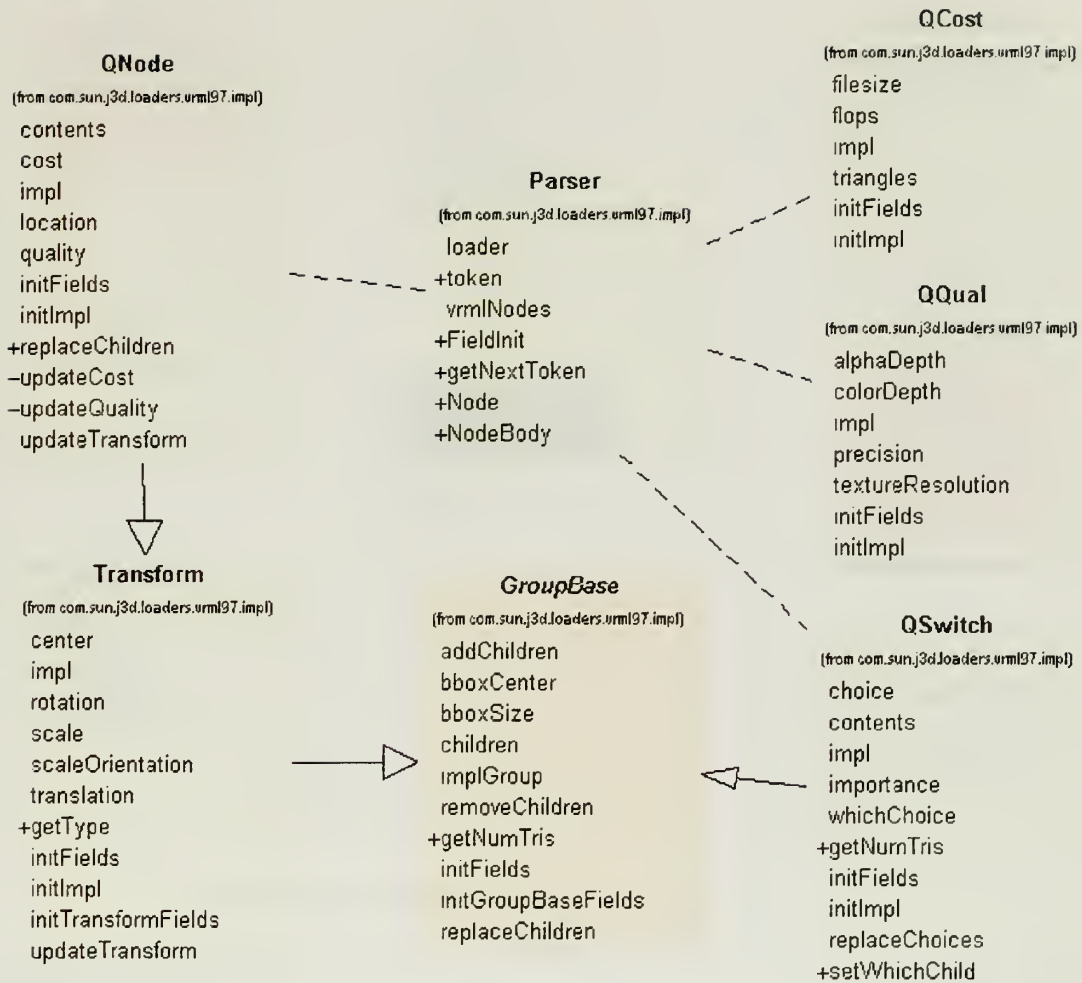 QNode
(from com.sun.j3d.loaders.vrml97.impl)
contents
cost
impl
location
quality
initFields
initImpl
+replaceChildren
–updateCost
–updateQuality
updateTransform
Parser
(from com.sun.j3d.loaders.vrml97.impl)
loader
+token
vrmlNodes
+FieldInit
+getNextToken
+Node
+NodeBody
QCost
(from com.sun.j3d.loaders.vrml97 impl)
filesize
flops
impl
triangles
initFields
initImpl
QQual
(from com.sun.j3d.loaders vrml97 impl)
alphaDepth
colorDepth
impl
precision
textureResolution
initFields
initImpl
Transform
(from com.sun.j3d.loaders.vrml97.impl)
center
impl
rotation
scale
scaleOrientation
translation
+getType
initFields
initImpl
initTransformFields
updateTransform
GroupBase
(from com.sun.j3d.loaders.vrml97.impl)
addChildren
bboxCenter
bboxSize
children
implGroup
removeChildren
+getNumTris
initFields
initGroupBaseFields
replaceChildren
QSwitch
(from com.sun.j3d.loaders.vrml97.impl)
choice
contents
impl
importance
whichChoice
+getNumTris
initFields
initImpl
replaceChoices
+setWhichChild